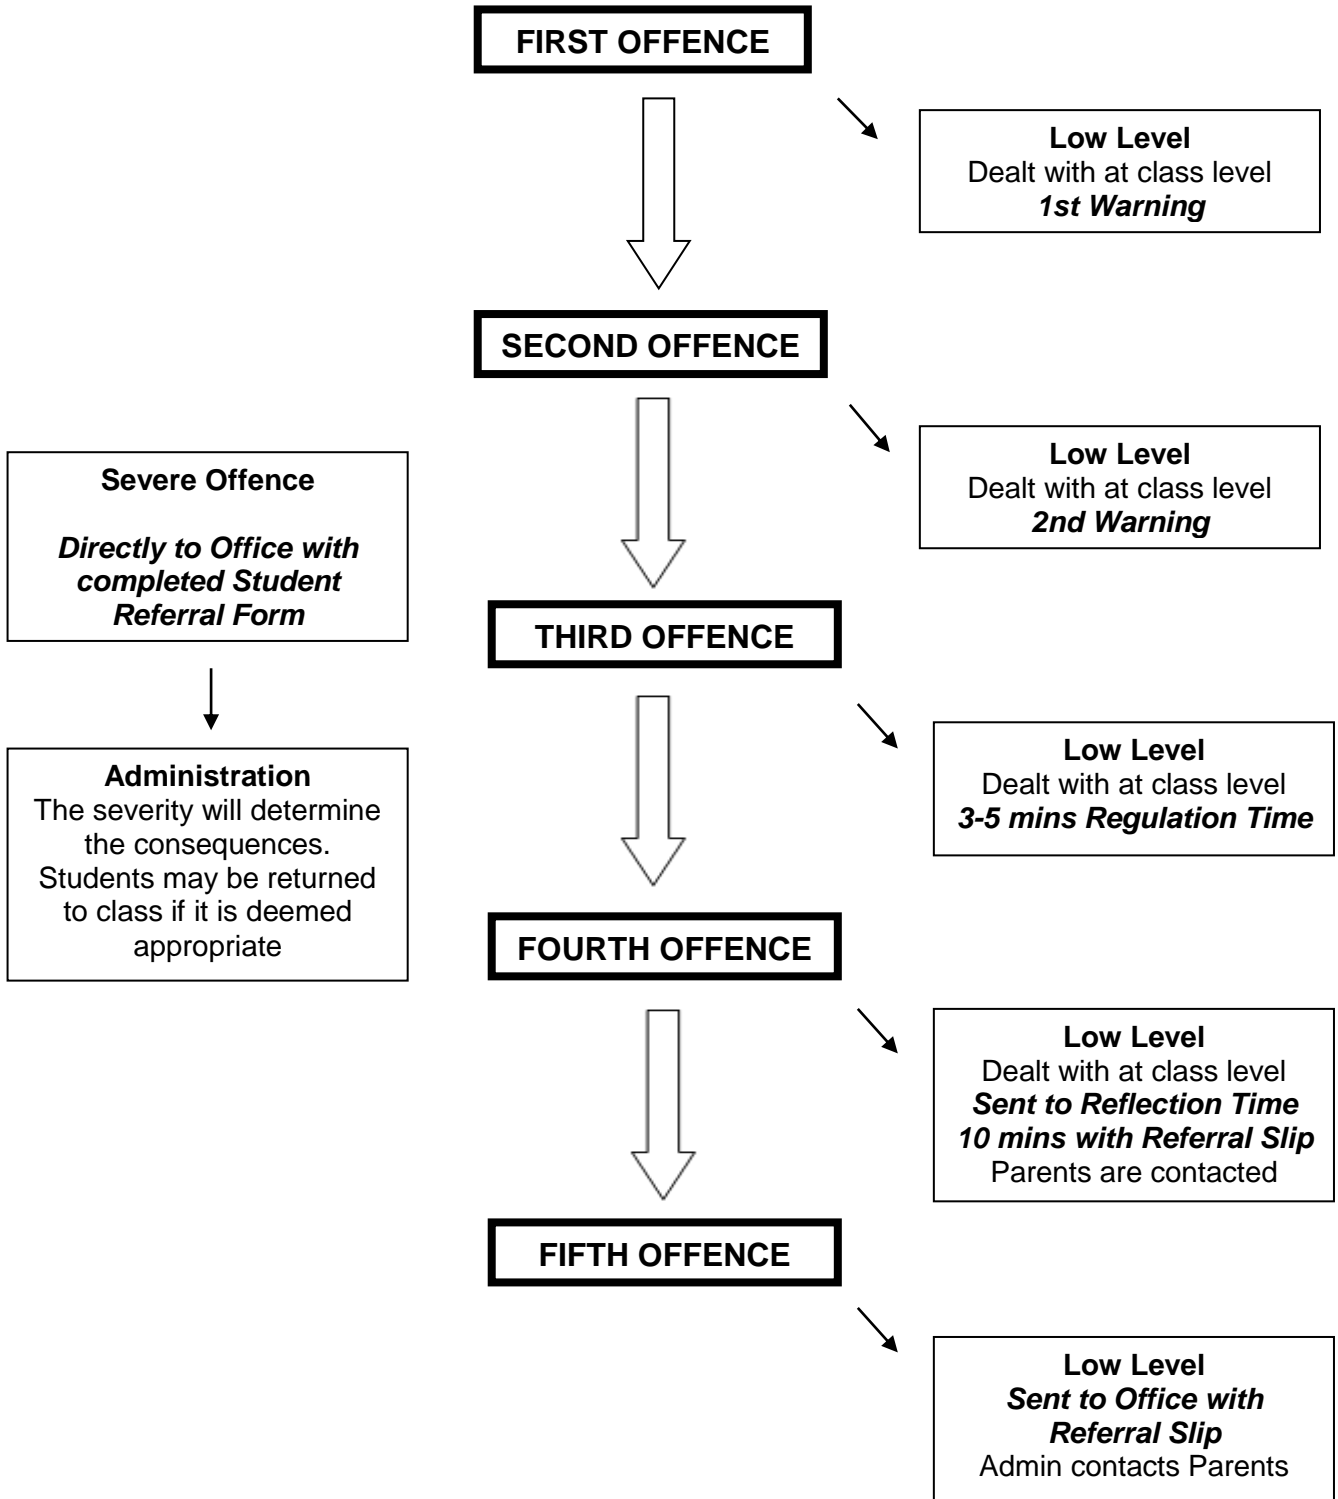 FIRST OFFENCE
Low Level
Dealt with at class level
1st Warning
SECOND OFFENCE
Low Level
Dealt with at class level
2nd Warning
Severe Offence
Directly to Office with
completed Student
Referral Form
THIRD OFFENCE
Low Level
Dealt with at class level
3-5 mins Regulation Time
Administration
The severity will determine
the consequences.
Students may be returned
to class if it is deemed
appropriate
FOURTH OFFENCE
Low Level
Dealt with at class level
Sent to Reflection Time
10 mins with Referral Slip
Parents are contacted
FIFTH OFFENCE
Low Level
Sent to Office with
Referral Slip
Admin contacts Parents